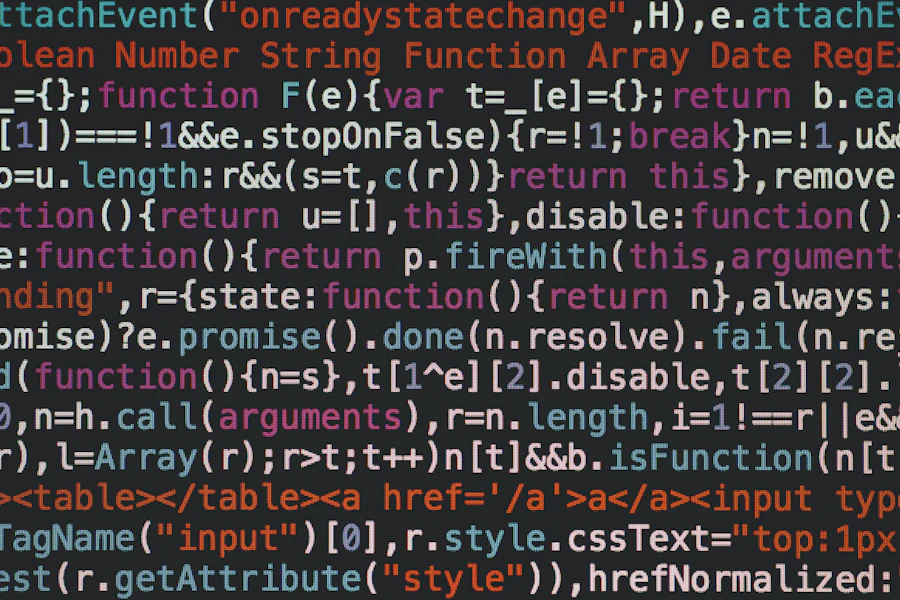 ttachEvent("onreadystatechange",H),e.attachEv
olean Number String Function Array Date RegEx
_={};function F(e){var t=_[e]={};return b.eac
[1])===!1&&e.stopOnFalse){r=!1;break}n=!1,u&&
o=u.length:r&&(s=t,c(r))}return this},remove
ction(){return u=[],this},disable:function(){
e:function(){return p.fireWith(this,arguments
nding",r={state:function(){return n},always:
omise)?e.promise().done(n.resolve).fail(n.re
d(function(){n=s},t[1^e][2].disable,t[2][2].
0,n=h.call(arguments),r=n.length,i=1!==r||e&&
r),l=Array(r);r>t;t++)n[t]&&b.isFunction(n[t
><table></table><a href='/a'>a</a><input type
TagName("input")[0],r.style.cssText="top:1px
est(r.getAttribute("style")),hrefNormalized: